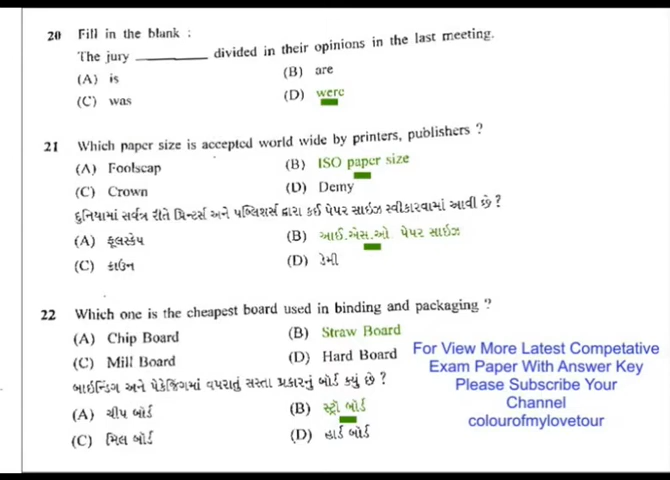 20 Fill in the blank :
The jury ________ divided in their opinions in the last meeting.
(A) is (B) are
(C) was (D) were
21 Which paper size is accepted world wide by printers, publishers ?
(A) Foolscap (B) ISO paper size
(C) Crown (D) Demy
દુનિયામાં સર્વત્ર રીતે પ્રિન્ટર્સ અને પબ્લિશર્સ દ્વારા કઈ પેપર સાઇઝ સ્વીકારવામાં આવી છે ?
(A) ફૂલસ્કેપ (B) આઈ.એસ.ઓ પેપર સાઇઝ
(C) ક્રાઉન (D) ડેમી
22 Which one is the cheapest board used in binding and packaging ?
(A) Chip Board (B) Straw Board
(C) Mill Board (D) Hard Board
બાઇન્ડિંગ અને પેકેજિંગમાં વપરાતું સસ્તા પ્રકારનું બોર્ડ ક્યું છે ?
(A) ચીપ બોર્ડ (B) સ્ટ્રૉ બોર્ડ
(C) મિલ બોર્ડ (D) હાર્ડ બોર્ડ
For View More Latest Competative
Exam Paper With Answer Key
Please Subscribe Your
Channel
colourofmylovetour